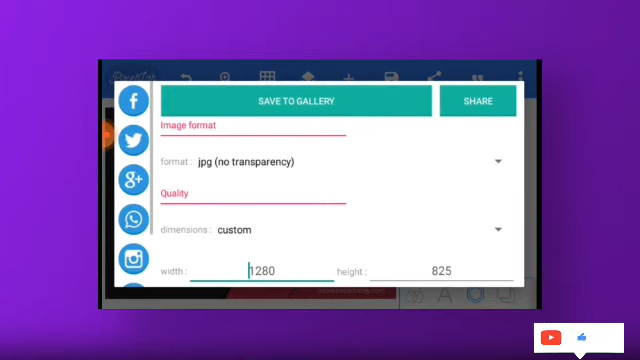 SAVE TO GALLERY
SHARE
Image format
format : jpg (no transparency)
Quality
dimensions : custom
width : 1280 height : 825